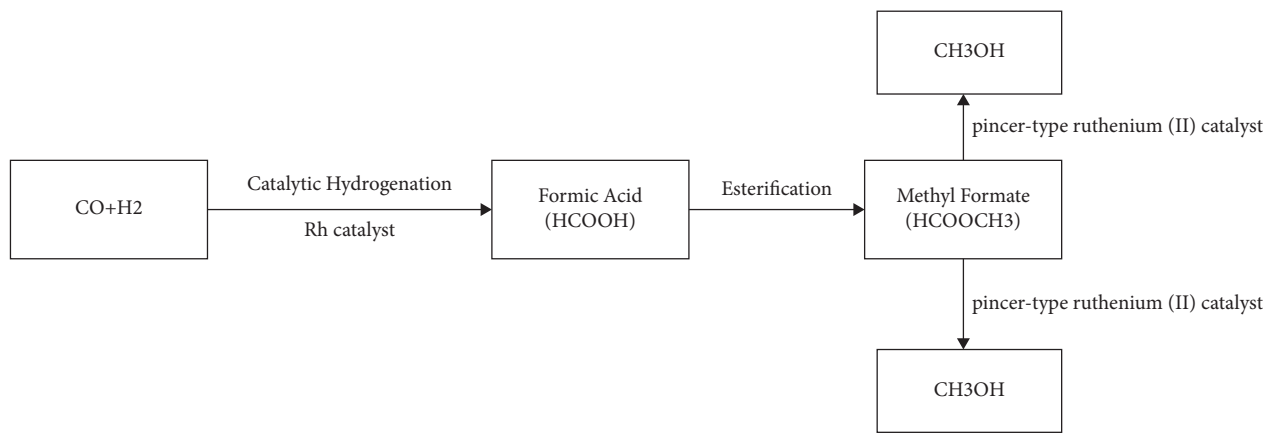 CH3OH
pincer-type ruthenium (II) catalyst
CO+H2
Catalytic Hydrogenation
Rh catalyst
Formic Acid
(HCOOH)
Esterification
Methyl Formate
(HCOOCH3)
pincer-type ruthenium (II) catalyst
CH3OH